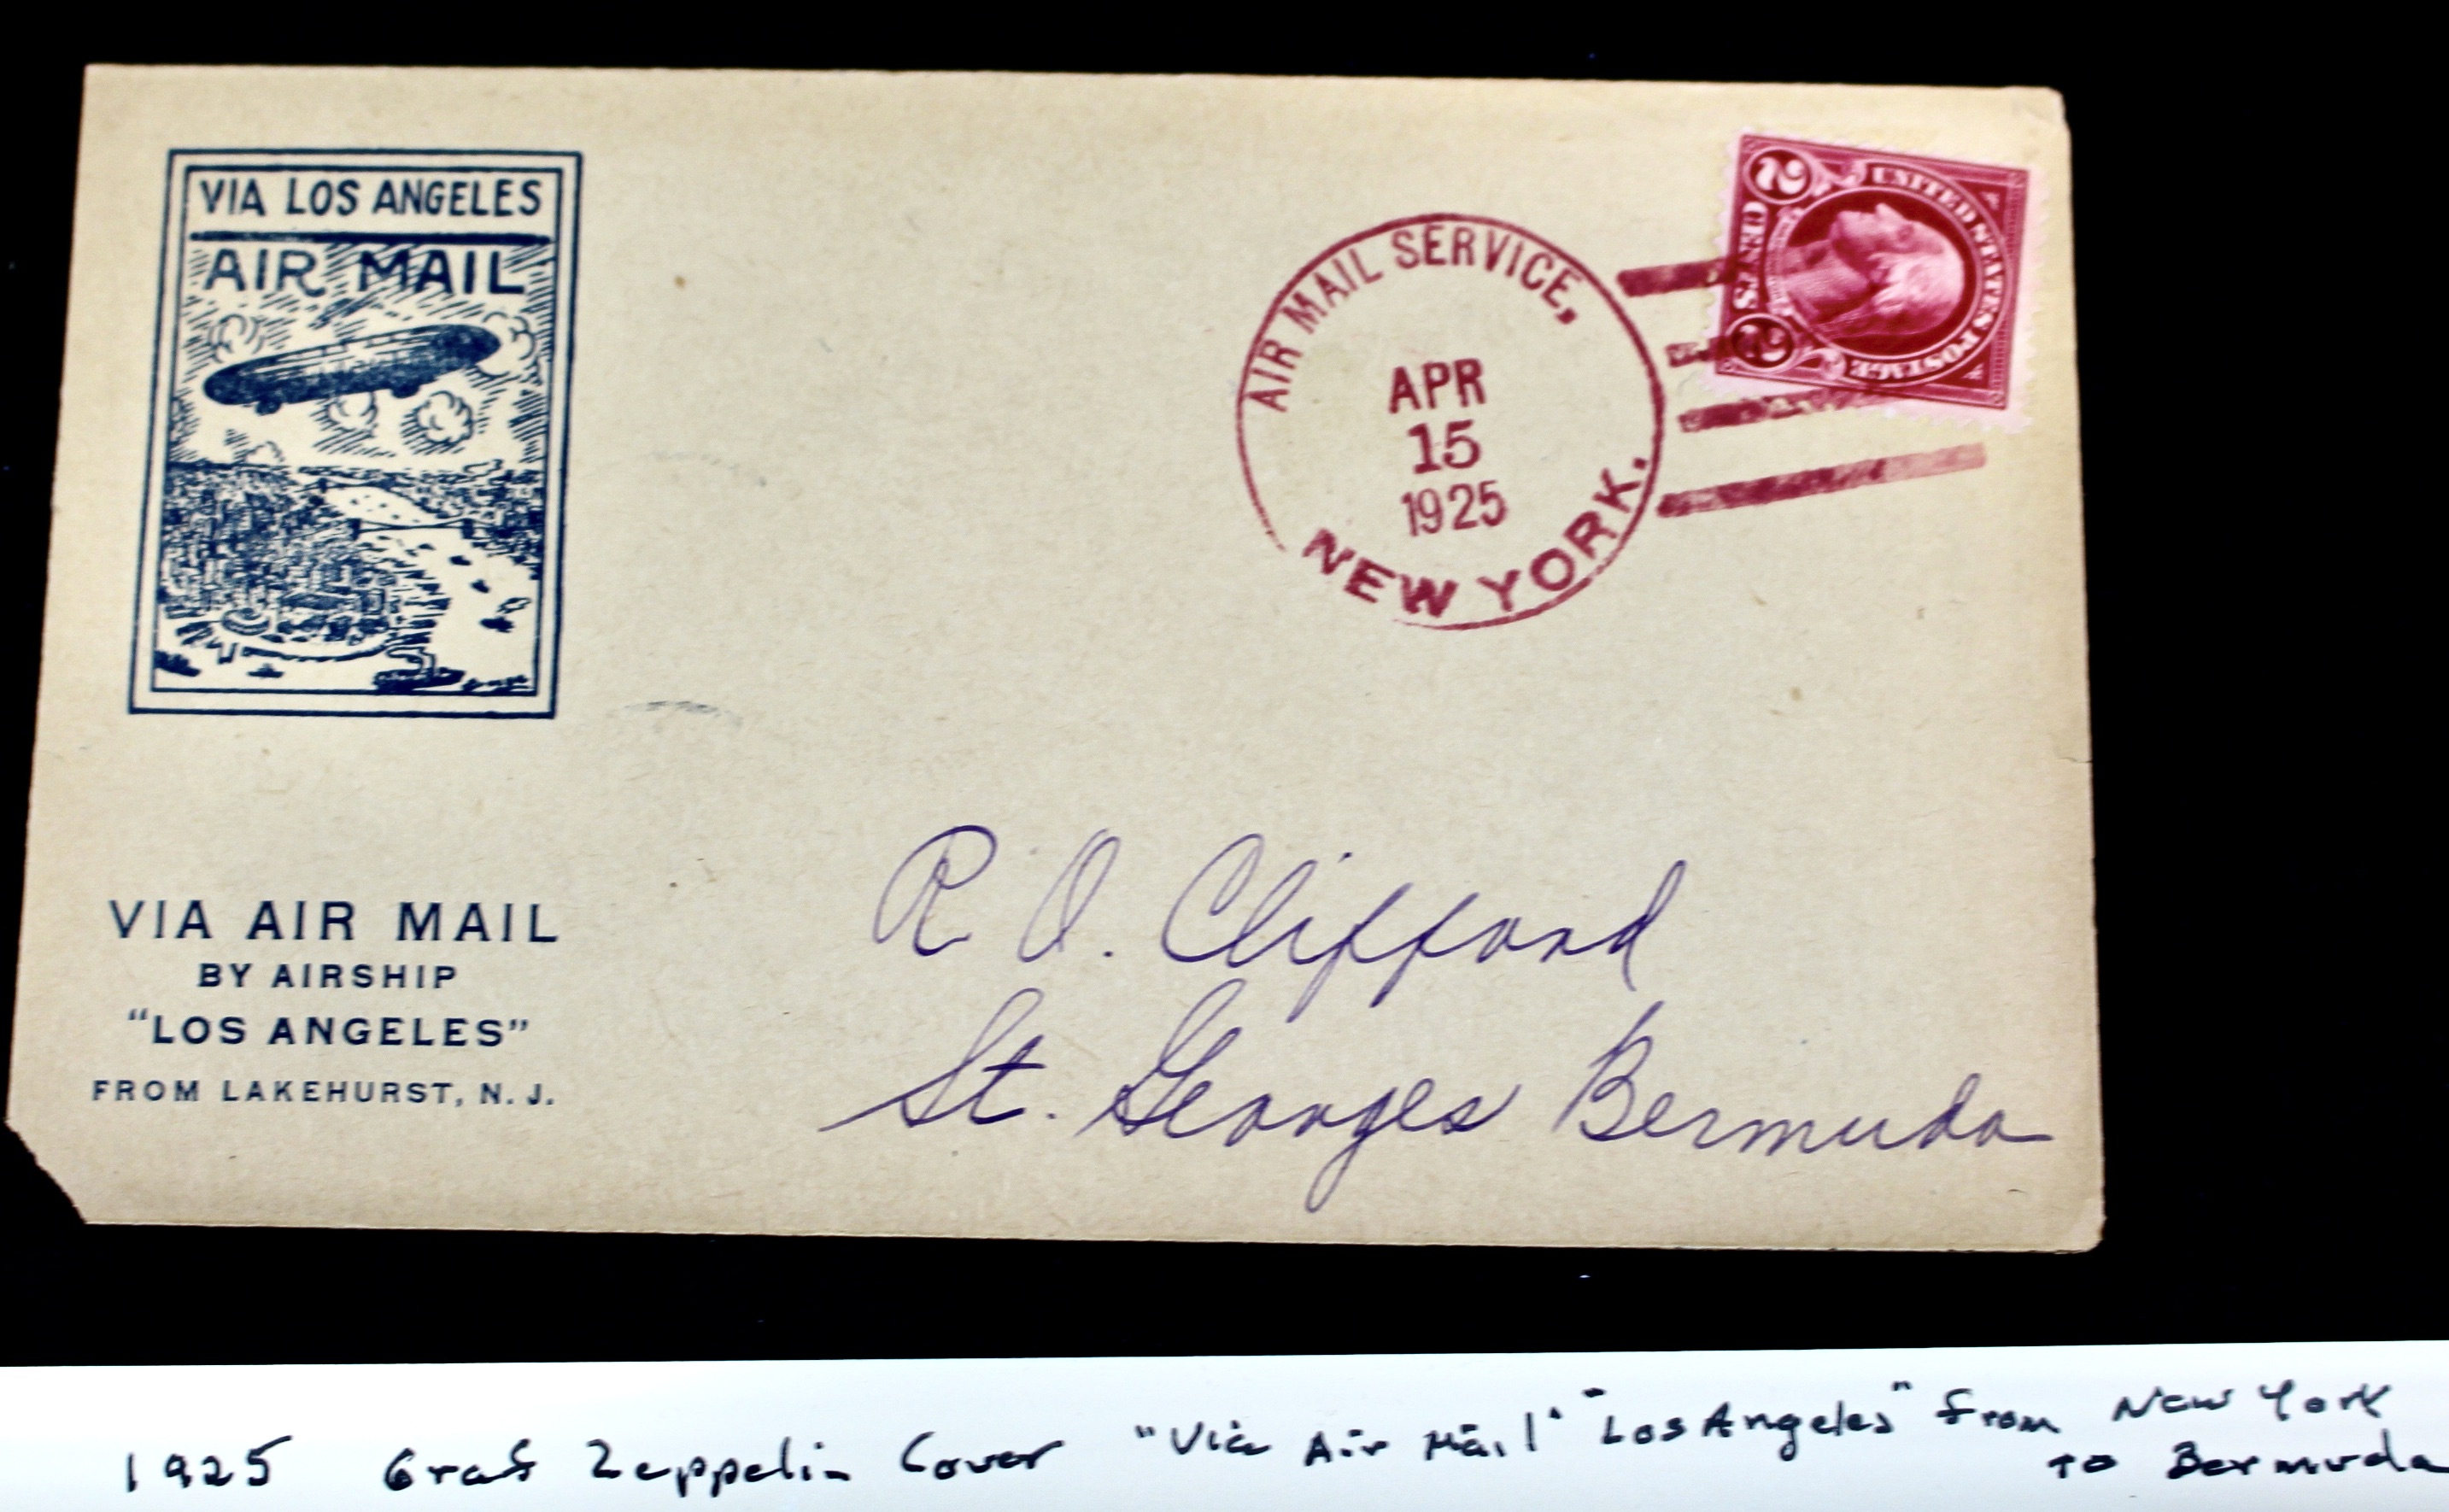 VIA LOS ANGELES
AIR MAIL
AIR MAIL SERVICE,
NEW YORK.
APR
15
1925
UNITED STATES POSTAGE
2 CENTS 2
R O. Clifford
St. Georges Bermuda
VIA AIR MAIL
BY AIRSHIP
"LOS ANGELES"
FROM LAKEHURST, N. J.
1925 Graf Zeppelin Cover "Via Air Mail" "Los Angeles" from New York
to Bermuda